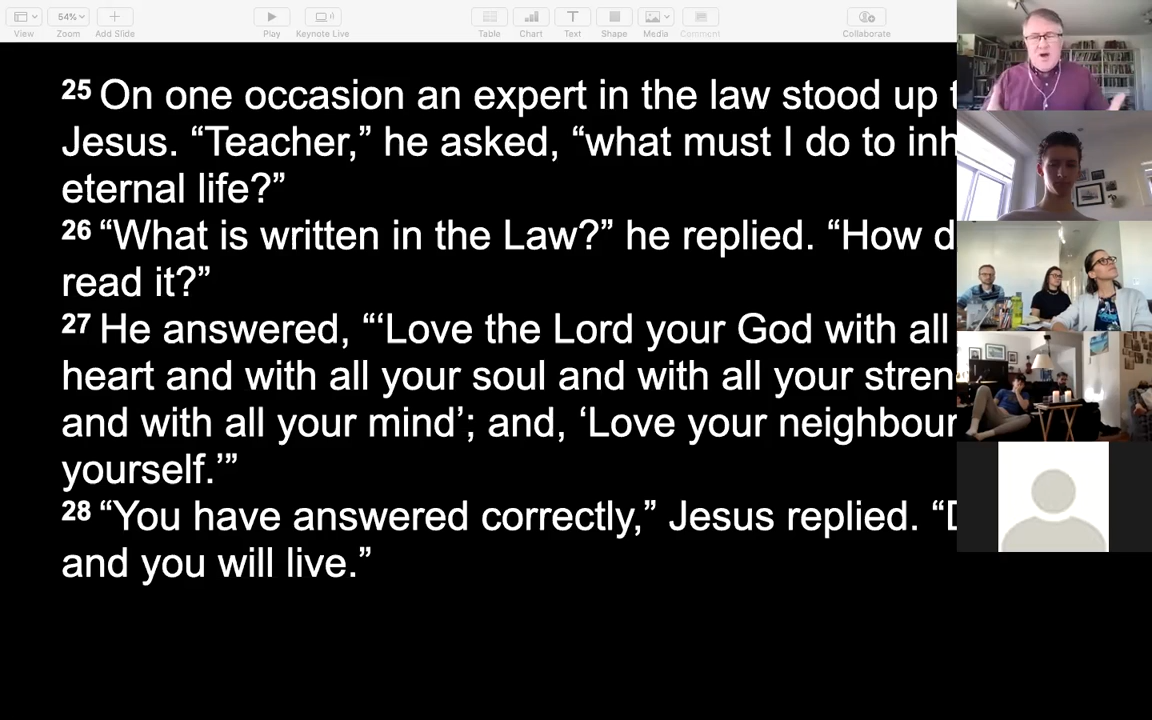 54%
View Zoom Add Slide Play Keynote Live Table Chart Text Shape Media Comment Collaborate
25 On one occasion an expert in the law stood up
Jesus. “Teacher,” he asked, “what must I do to inh
eternal life?”
26 “What is written in the Law?” he replied. “How d
read it?”
27 He answered, “‘Love the Lord your God with all
heart and with all your soul and with all your stren
and with all your mind’; and, ‘Love your neighbour
yourself.’”
28 “You have answered correctly,” Jesus replied. “D
and you will live.”